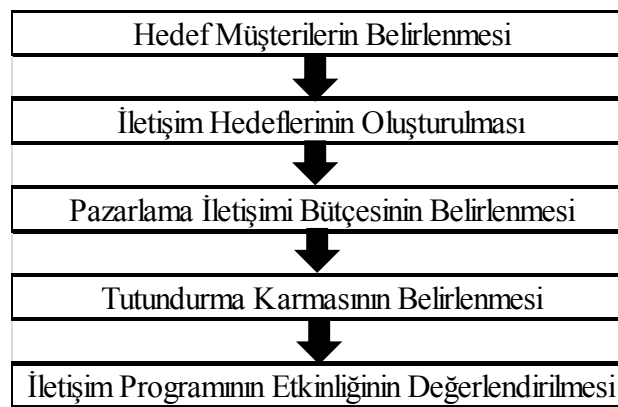 Hedef Müşterilerin Belirlenmesi
İletişim Hedeflerinin Oluşturulması
Pazarlama İletişimi Bütçesinin Belirlenmesi
Tutundurma Karmasının Belirlenmesi
İletişim Programının Etkinliğinin Değerlendirilmesi